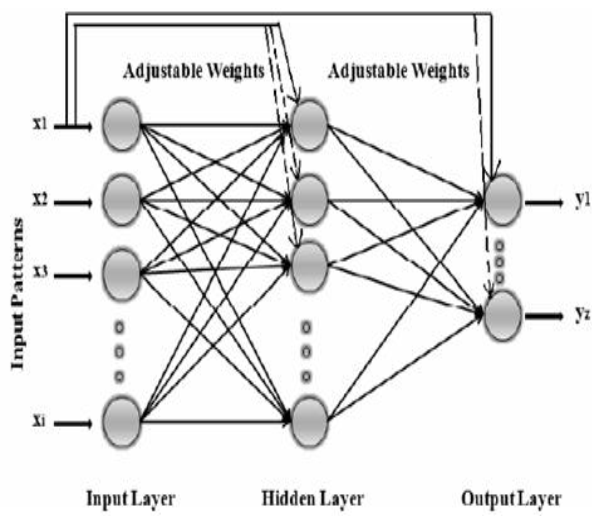 Adjustable Weights
Adjustable Weights
x1
x2
x3
xi
Input Patterns
y1
yz
Input Layer
Hidden Layer
Output Layer